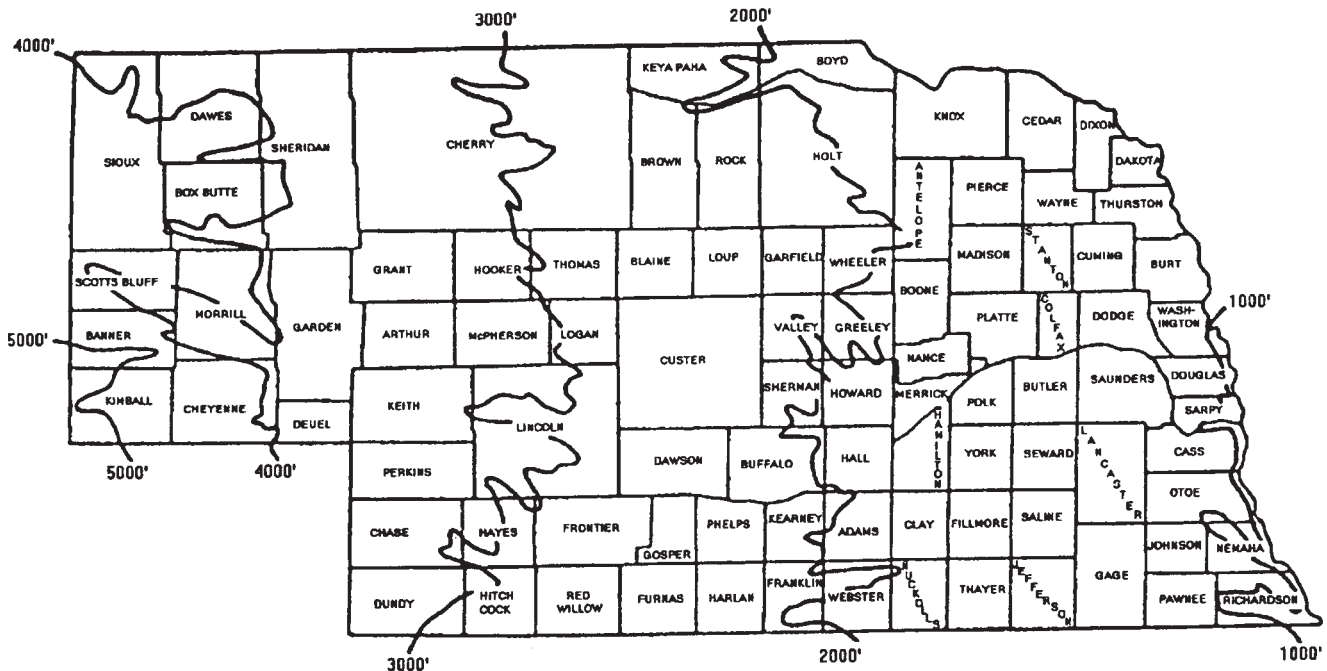 4000'
3000'
2000'
KEYA PAHA
BOYD
DAWES
SIOUX
SHERIDAN
CHERRY
BROWN
ROCK
HOLT
KNOX
CEDAR
DIXON
DAKOTA
BOX BUTTE
ANTELOPE
PIERCE
WAYNE
THURSTON
SCOTTS BLUFF
MORRILL
GARDEN
GRANT
HOOKER
THOMAS
BLAINE
LOUP
GARFIELD
WHEELER
BOONE
MADISON
STANTON
CUMING
BURT
1000'
BANNER
5000'
ARTHUR
McPHERSON
LOGAN
CUSTER
VALLEY
GREELEY
NANCE
PLATTE
COLFAX
DODGE
WASH-
INGTON
KIMBALL
CHEYENNE
DEUEL
KEITH
LINCOLN
SHERMAN
HOWARD
MERRICK
POLK
BUTLER
SAUNDERS
DOUGLAS
SARPY
5000'
4000'
PERKINS
DAWSON
BUFFALO
HALL
HAMILTON
YORK
SEWARD
LANCASTER
CASS
OTOE
CHASE
HAYES
FRONTIER
GOSPER
PHELPS
KEARNEY
ADAMS
CLAY
FILLMORE
SALINE
JOHNSON
NEMAHA
DUNDY
HITCH
COCK
RED
WILLOW
FURNAS
HARLAN
FRANKLIN
WEBSTER
NUCKOLLS
THAYER
JEFFERSON
GAGE
PAWNEE
RICHARDSON
3000'
2000'
1000'